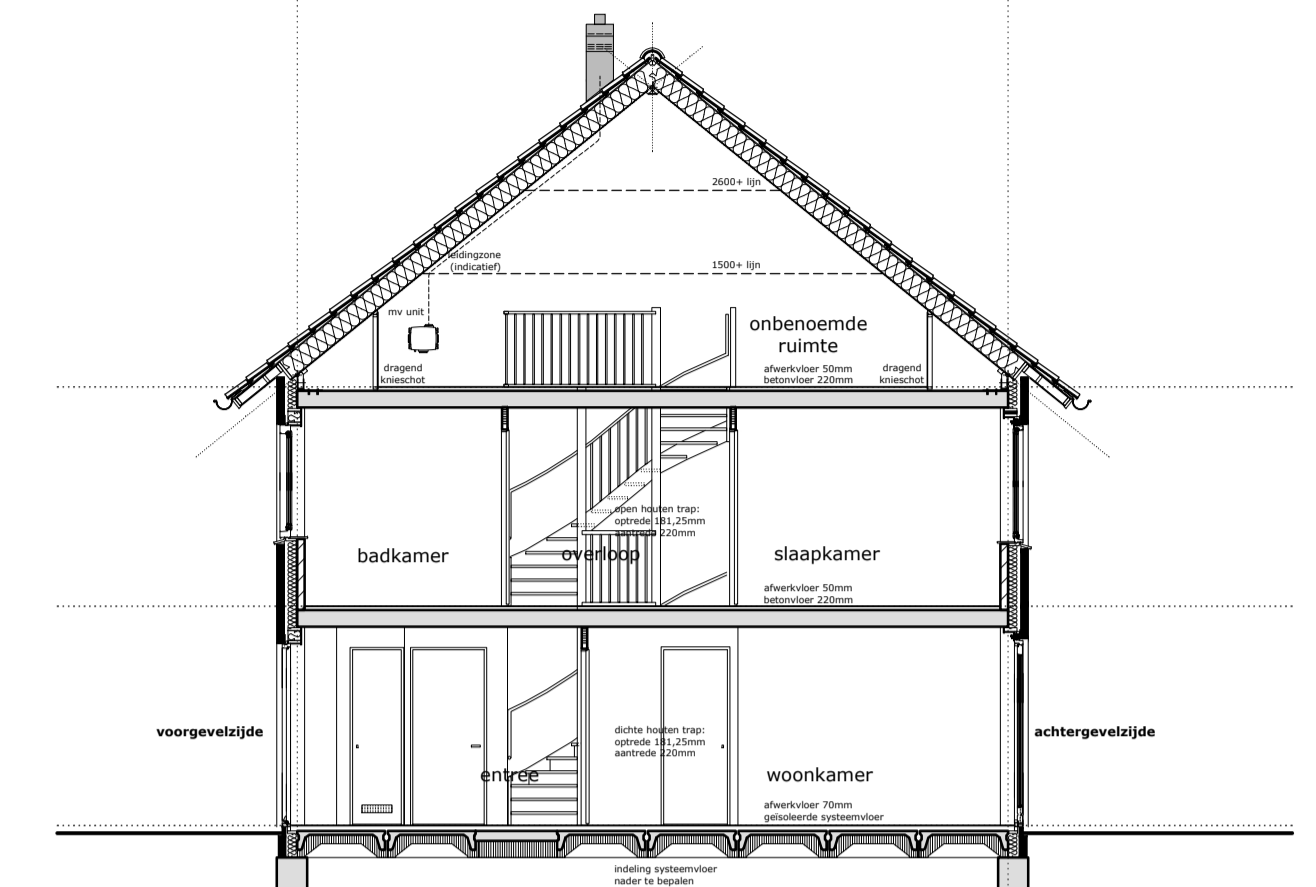 2600+ lijn
leidingzone
(indicatief)
1500+ lijn
mv unit
onbenoemde
ruimte
dragend
knieschot
afwerkvloer 50mm
betonvloer 220mm
dragend
knieschot
open houten trap:
optrede 181,25mm
aantrede 220mm
badkamer
overloop
slaapkamer
afwerkvloer 50mm
betonvloer 220mm
voorgevelzijde
dichte houten trap:
optrede 181,25mm
aantrede 220mm
achtergevelzijde
entree
woonkamer
afwerkvloer 70mm
geïsoleerde systeemvloer
indeling systeemvloer
nader te bepalen